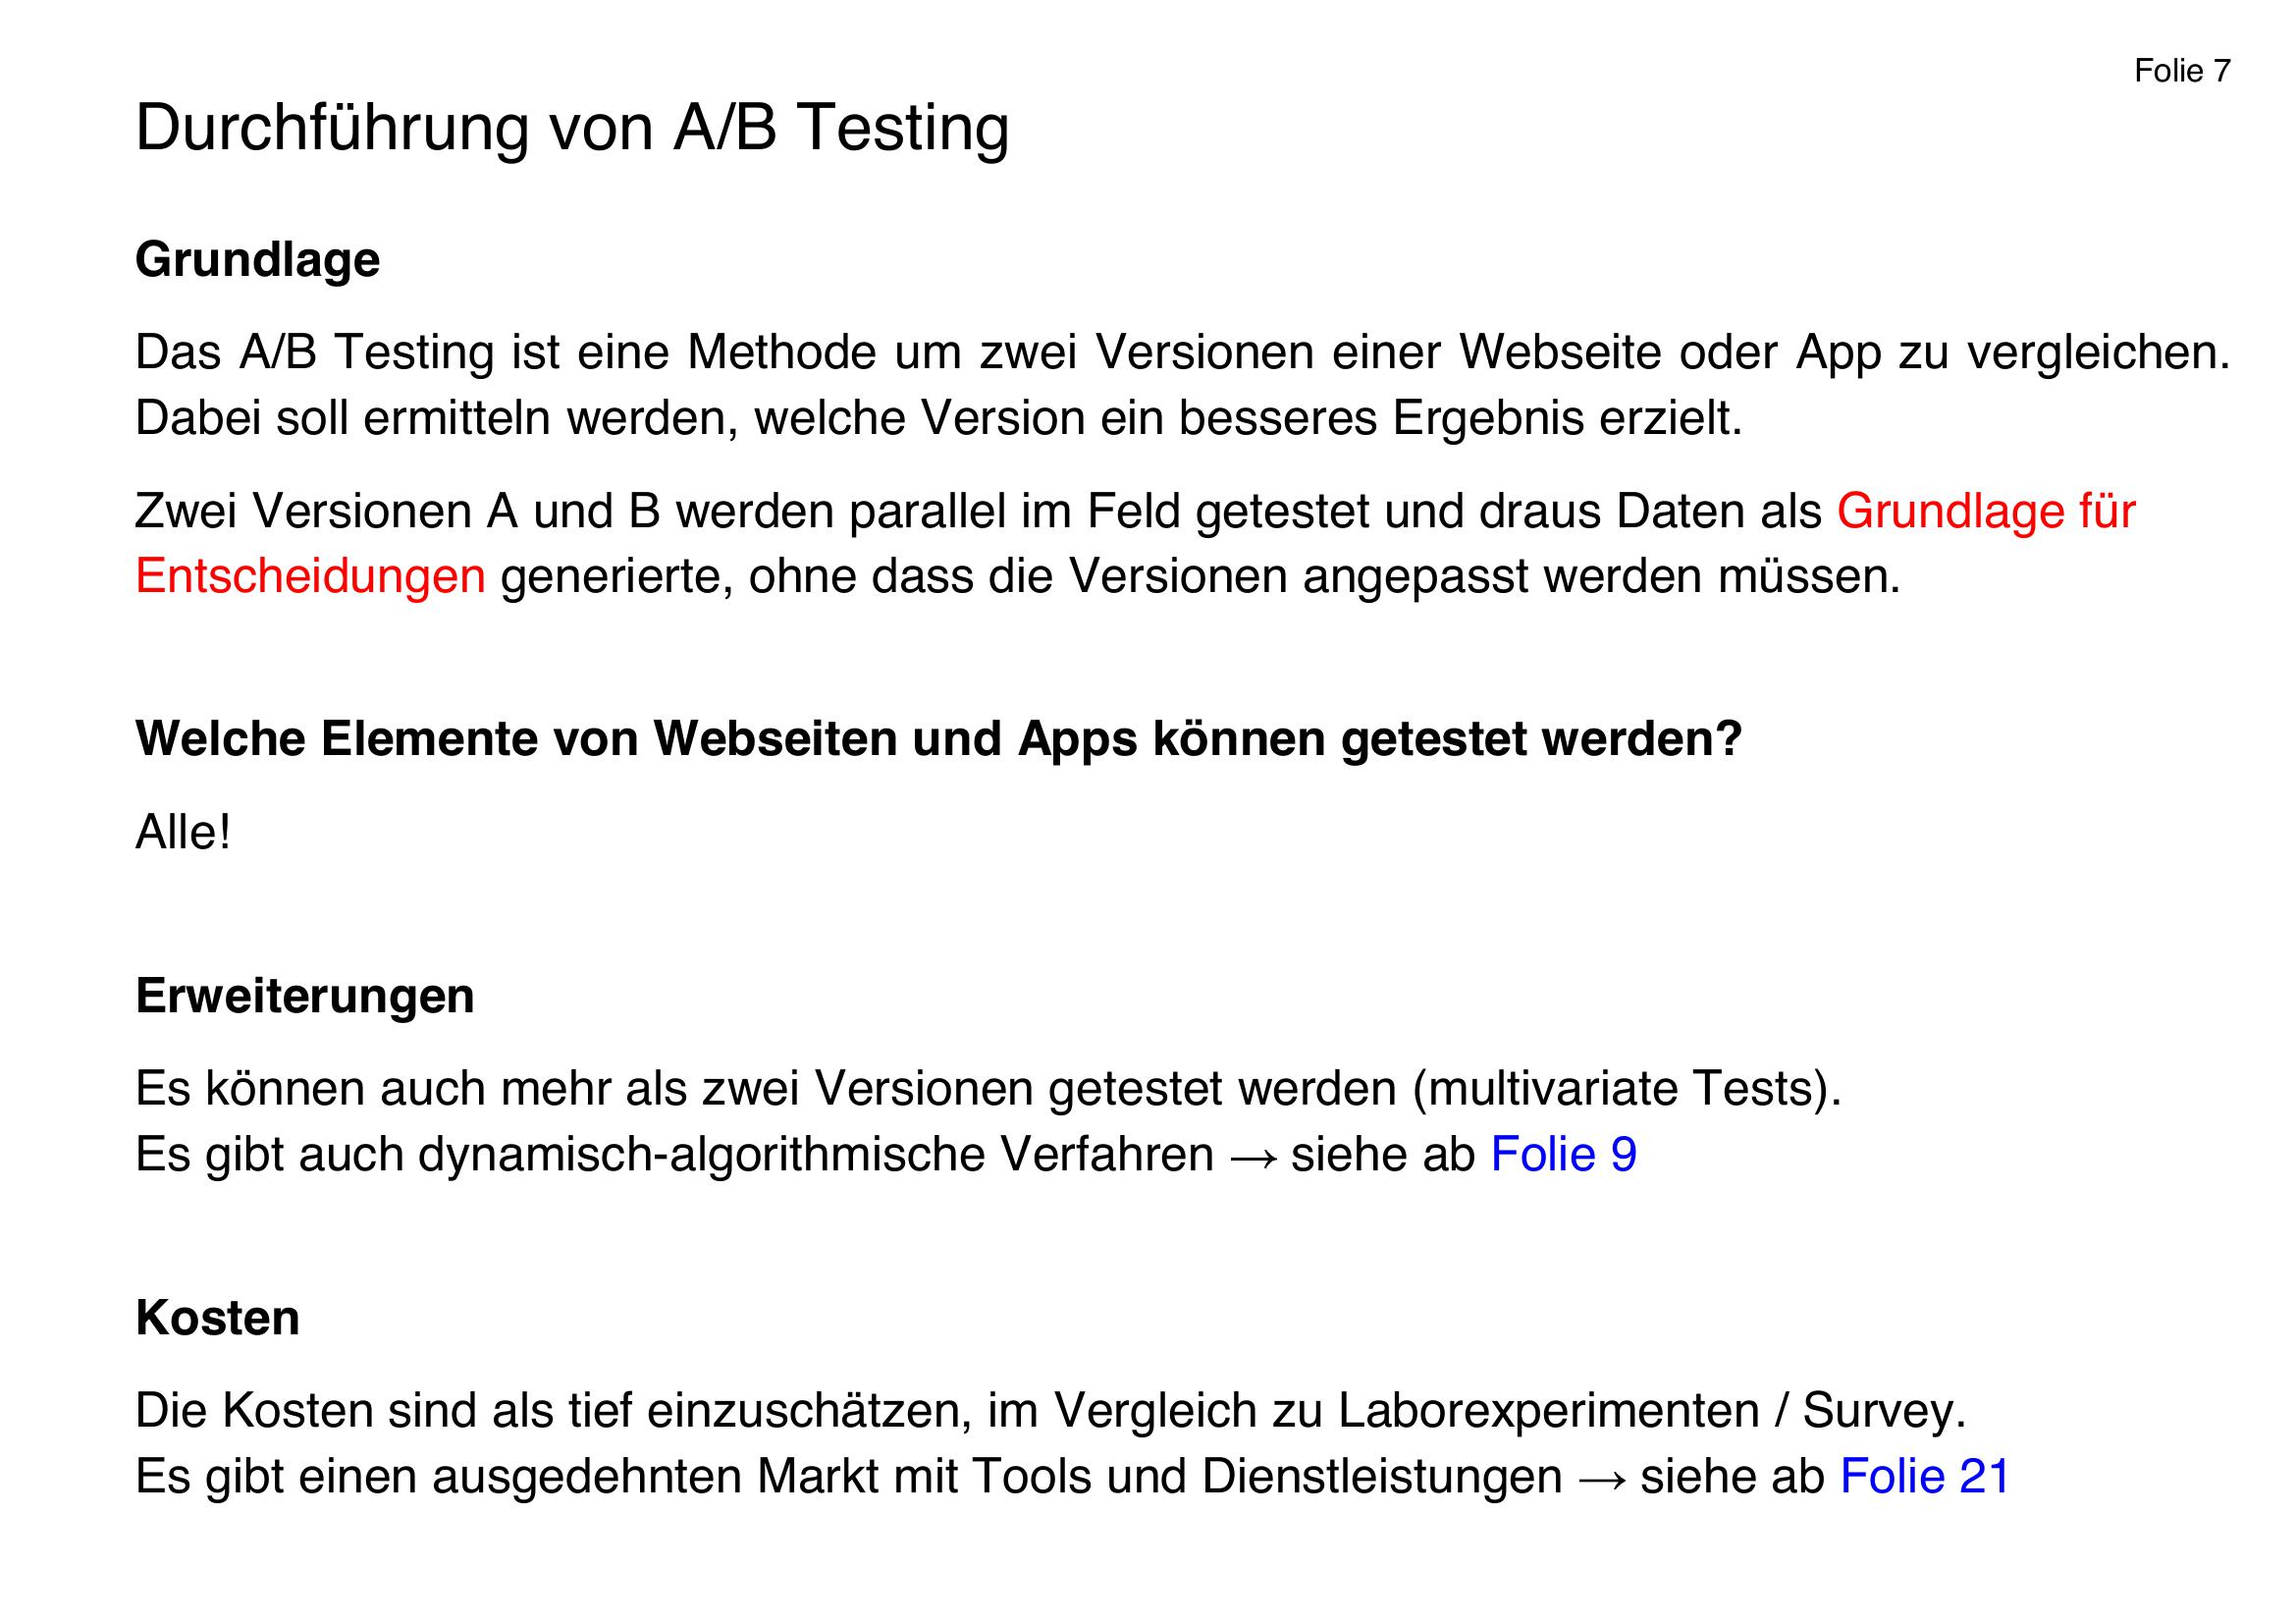 Folie 7
Durchführung von A/B Testing
Grundlage
Das A/B Testing ist eine Methode um zwei Versionen einer Webseite oder App zu vergleichen.
Dabei soll ermitteln werden, welche Version ein besseres Ergebnis erzielt.
Zwei Versionen A und B werden parallel im Feld getestet und draus Daten als Grundlage für
Entscheidungen generierte, ohne dass die Versionen angepasst werden müssen.
Welche Elemente von Webseiten und Apps können getestet werden?
Alle!
Erweiterungen
Es können auch mehr als zwei Versionen getestet werden (multivariate Tests).
Es gibt auch dynamisch-algorithmische Verfahren → siehe ab Folie 9
Kosten
Die Kosten sind als tief einzuschätzen, im Vergleich zu Laborexperimenten / Survey.
Es gibt einen ausgedehnten Markt mit Tools und Dienstleistungen → siehe ab Folie 21